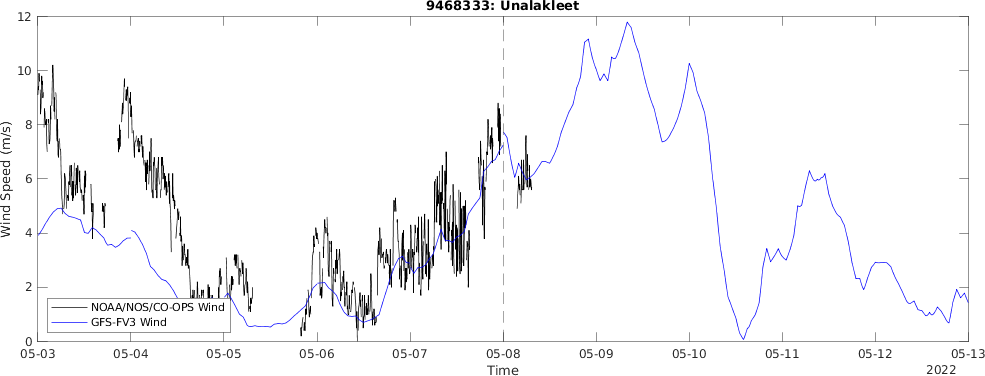 9468333: Unalakleet
Wind Speed (m/s)
12
10
8
6
4
2
0
NOAA/NOS/CO-OPS Wind
GFS-FV3 Wind
05-03 05-04 05-05 05-06 05-07 05-08 05-09 05-10 05-11 05-12 05-13
Time
2022